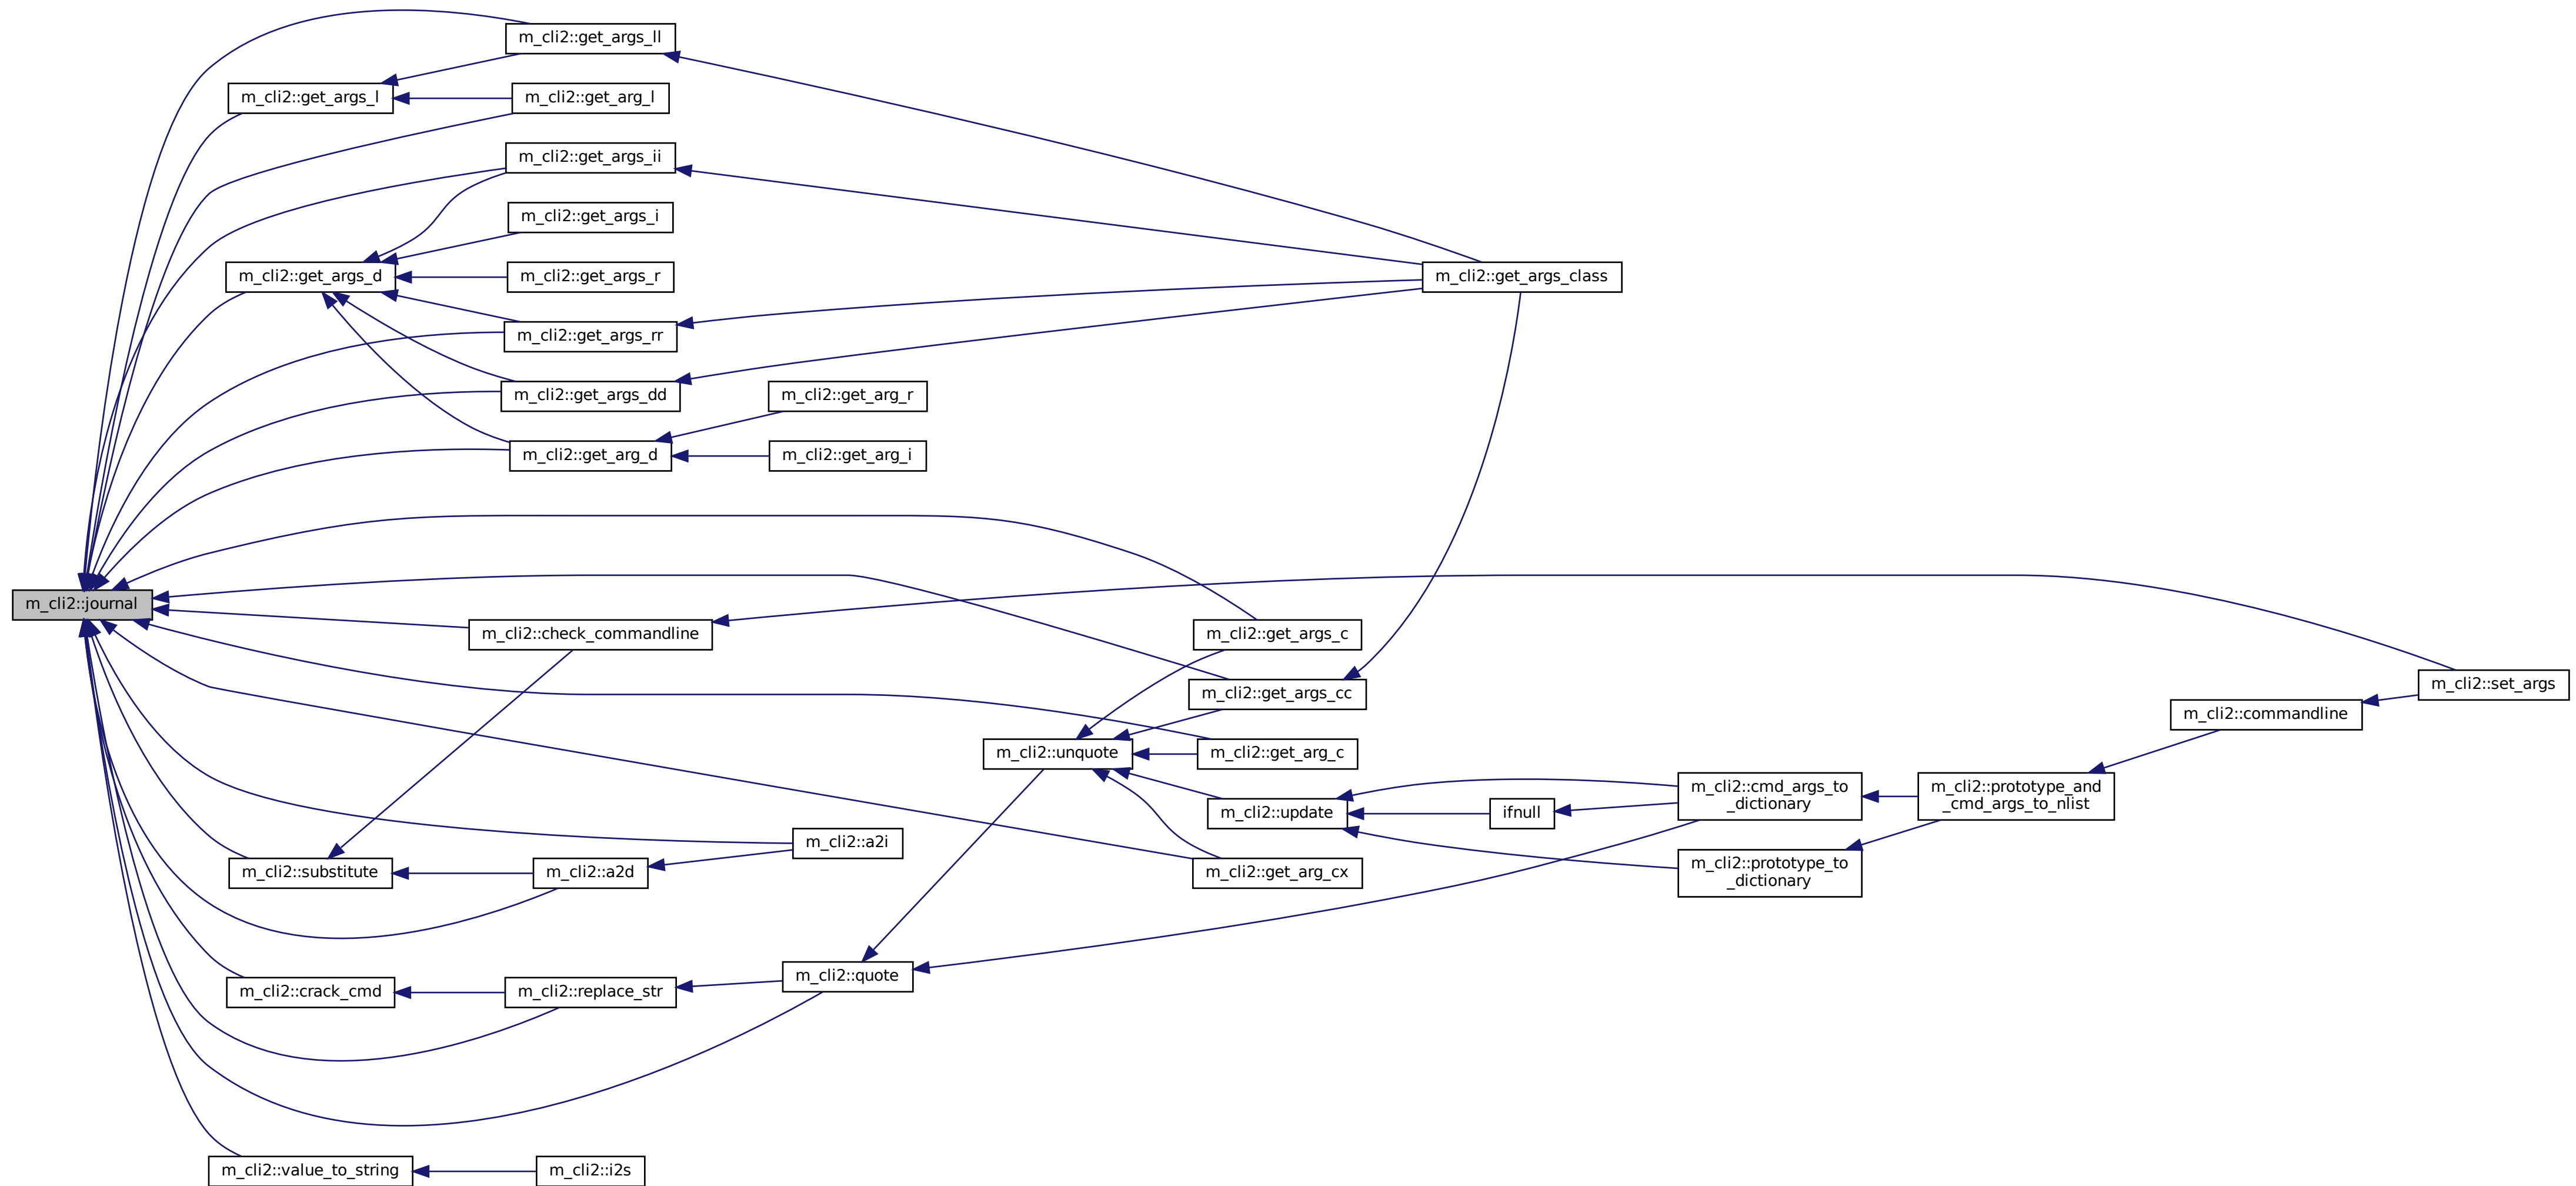 m_cli2::get_args_ll
m_cli2::get_args_l
m_cli2::get_arg_l
m_cli2::get_args_ii
m_cli2::get_args_i
m_cli2::get_args_d
m_cli2::get_args_r
m_cli2::get_args_class
m_cli2::get_args_rr
m_cli2::get_args_dd
m_cli2::get_arg_r
m_cli2::get_arg_d
m_cli2::get_arg_i
m_cli2::journal
m_cli2::check_commandline
m_cli2::get_args_c
m_cli2::get_args_cc
m_cli2::set_args
m_cli2::commandline
m_cli2::unquote
m_cli2::get_arg_c
m_cli2::update
ifnull
m_cli2::cmd_args_to
_dictionary
m_cli2::prototype_and
_cmd_args_to_nlist
m_cli2::a2i
m_cli2::substitute
m_cli2::a2d
m_cli2::get_arg_cx
m_cli2::prototype_to
_dictionary
m_cli2::crack_cmd
m_cli2::replace_str
m_cli2::quote
m_cli2::value_to_string
m_cli2::i2s